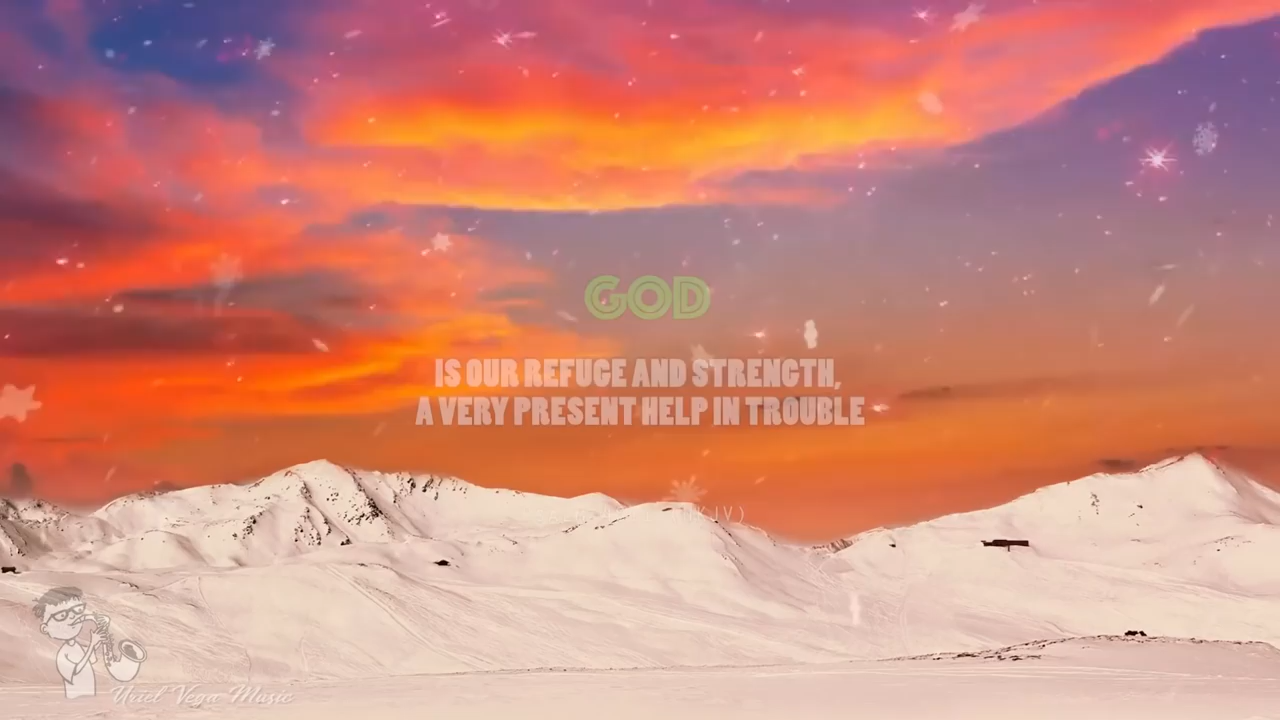 GOD
IS OUR REFUGE AND STRENGTH,
A VERY PRESENT HELP IN TROUBLE
Uriel Vega Music